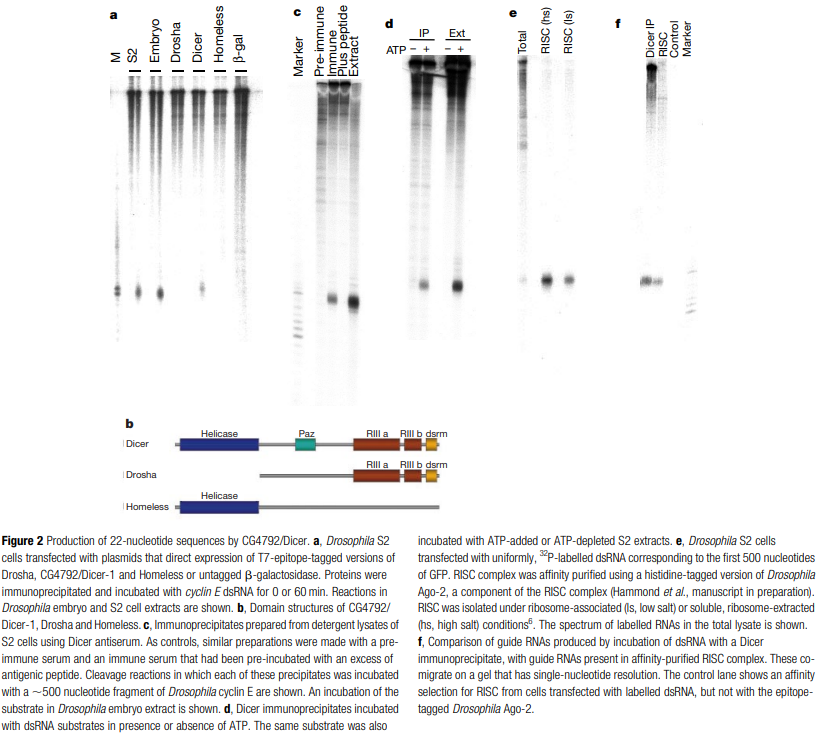 a
M
S2
Embryo
Drosha
Dicer
Homeless
β-gal
c
Marker
Pre-immune
Immune
Plus peptide
Extract
d
IP Ext
ATP − + − +
e
Total
RISC (hs)
RISC (ls)
f
Dicer IP
RISC
Control
Marker
b
Helicase Paz RIII a RIII b dsrm
Dicer
RIII a RIII b dsrm
Drosha
Helicase
Homeless
Figure 2 Production of 22-nucleotide sequences by CG4792/Dicer. a, Drosophila S2
cells transfected with plasmids that direct expression of T7-epitope-tagged versions of
Drosha, CG4792/Dicer-1 and Homeless or untagged β-galactosidase. Proteins were
immunoprecipitated and incubated with cyclin E dsRNA for 0 or 60 min. Reactions in
Drosophila embryo and S2 cell extracts are shown. b, Domain structures of CG4792/
Dicer-1, Drosha and Homeless. c, Immunoprecipitates prepared from detergent lysates of
S2 cells using Dicer antiserum. As controls, similar preparations were made with a pre-
immune serum and an immune serum that had been pre-incubated with an excess of
antigenic peptide. Cleavage reactions in which each of these precipitates was incubated
with a ~500 nucleotide fragment of Drosophila cyclin E are shown. An incubation of the
substrate in Drosophila embryo extract is shown. d, Dicer immunoprecipitates incubated
with dsRNA substrates in presence or absence of ATP. The same substrate was also
incubated with ATP-added or ATP-depleted S2 extracts. e, Drosophila S2 cells
transfected with uniformly, ³²P-labelled dsRNA corresponding to the first 500 nucleotides
of GFP. RISC complex was affinity purified using a histidine-tagged version of Drosophila
Ago-2, a component of the RISC complex (Hammond et al., manuscript in preparation).
RISC was isolated under ribosome-associated (ls, low salt) or soluble, ribosome-extracted
(hs, high salt) conditions⁶. The spectrum of labelled RNAs in the total lysate is shown.
f, Comparison of guide RNAs produced by incubation of dsRNA with a Dicer
immunoprecipitate, with guide RNAs present in affinity-purified RISC complex. These co-
migrate on a gel that has single-nucleotide resolution. The control lane shows an affinity
selection for RISC from cells transfected with labelled dsRNA, but not with the epitope-
tagged Drosophila Ago-2.